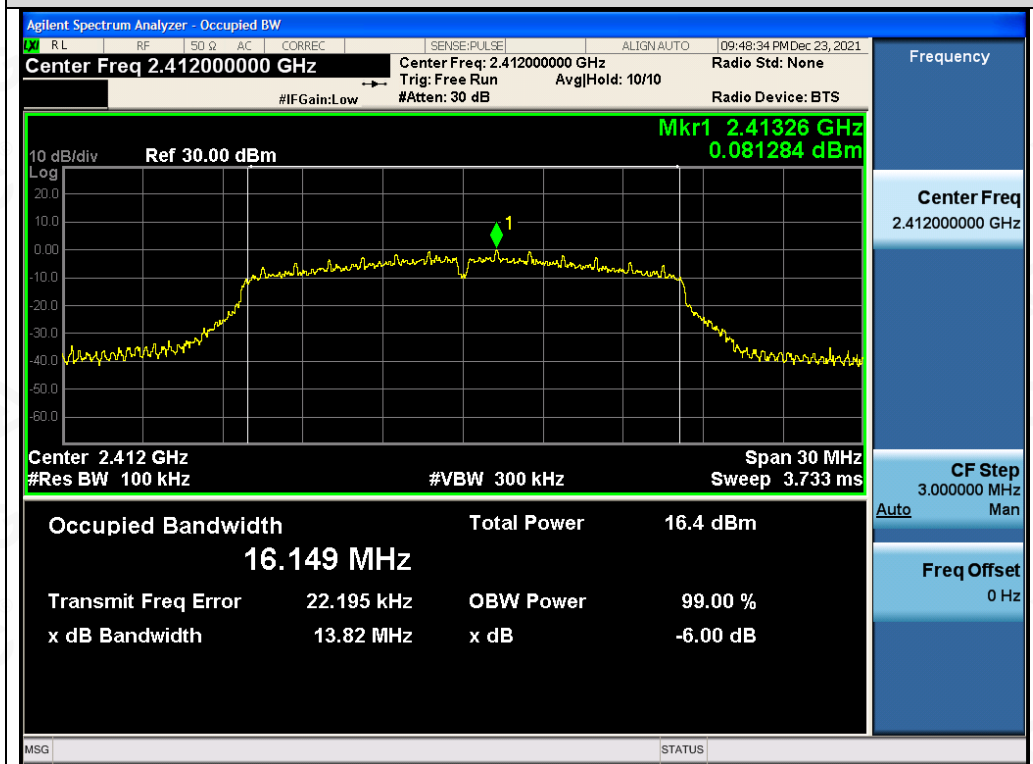 Agilent Spectrum Analyzer - Occupied BW
LXI RL RF 50 Ω AC CORREC SENSE:PULSE ALIGN AUTO 09:48:34 PM Dec 23, 2021
Center Freq 2.412000000 GHz Center Freq: 2.412000000 GHz Radio Std: None
Trig: Free Run Avg|Hold: 10/10
#IFGain:Low #Atten: 30 dB Radio Device: BTS
Mkr1 2.41326 GHz
10 dB/div Ref 30.00 dBm 0.081284 dBm
Log
20.0
10.0
0.00
-10.0
-20.0
-30.0
-40.0
-50.0
-60.0
1
Center 2.412 GHz Span 30 MHz
#Res BW 100 kHz #VBW 300 kHz Sweep 3.733 ms
Occupied Bandwidth Total Power 16.4 dBm
16.149 MHz
Transmit Freq Error 22.195 kHz OBW Power 99.00 %
x dB Bandwidth 13.82 MHz x dB -6.00 dB
MSG STATUS
Frequency
Center Freq
2.412000000 GHz
CF Step
3.000000 MHz
Auto Man
Freq Offset
0 Hz